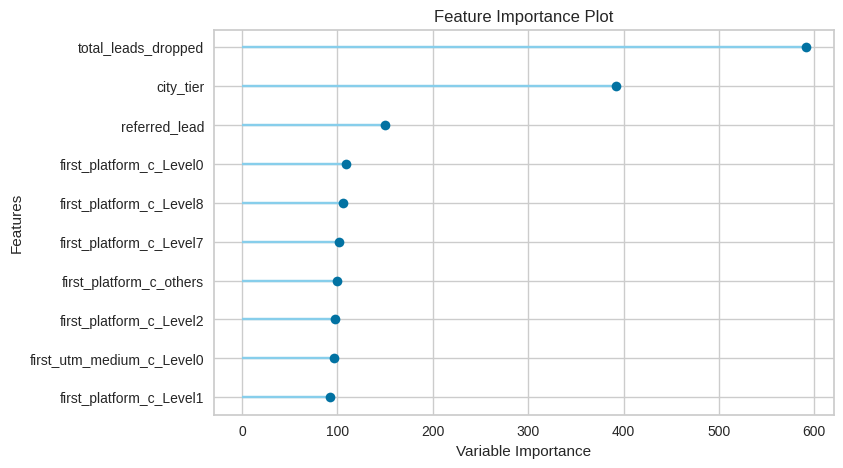 Feature Importance Plot
total_leads_dropped
city_tier
referred_lead
first_platform_c_Level0
first_platform_c_Level8
first_platform_c_Level7
first_platform_c_others
first_platform_c_Level2
first_utm_medium_c_Level0
first_platform_c_Level1
Features
0 100 200 300 400 500 600
Variable Importance